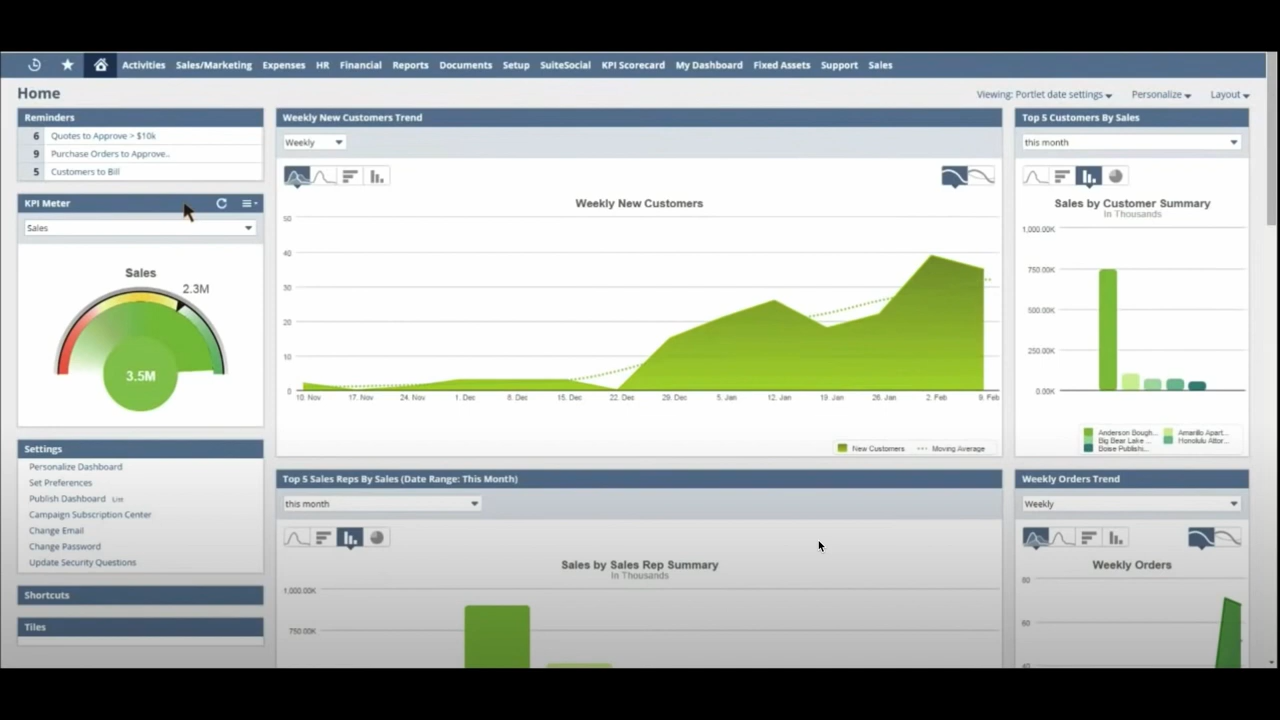 Activities Sales/Marketing Expenses HR Financial Reports Documents Setup SuiteSocial KPI Scorecard My Dashboard Fixed Assets Support Sales
Home
Viewing: Portlet date settings Personalize Layout
Reminders
6 Quotes to Approve > $10k
9 Purchase Orders to Approve..
5 Customers to Bill
KPI Meter
Sales
Sales
2.3M
3.5M
Settings
Personalize Dashboard
Set Preferences
Publish Dashboard List
Campaign Subscription Center
Change Email
Change Password
Update Security Questions
Shortcuts
Tiles
Weekly New Customers Trend
Weekly
Weekly New Customers
50
40
30
20
10
0
10. Nov 17. Nov 24. Nov 1. Dec 8. Dec 15. Dec 22. Dec 29. Dec 5. Jan 12. Jan 19. Jan 26. Jan 2. Feb 9. Feb
New Customers Moving Average
Top 5 Customers By Sales
this month
Sales by Customer Summary
In Thousands
1,000.00K
750.00K
500.00K
250.00K
0.00K
Anderson Bough... Amarillo Apart...
Big Bear Lake ... Honolulu Attor...
Boise Publishi...
Top 5 Sales Reps By Sales (Date Range: This Month)
this month
Sales by Sales Rep Summary
In Thousands
1,000.00K
750.00K
Weekly Orders Trend
Weekly
Weekly Orders
80
60
40